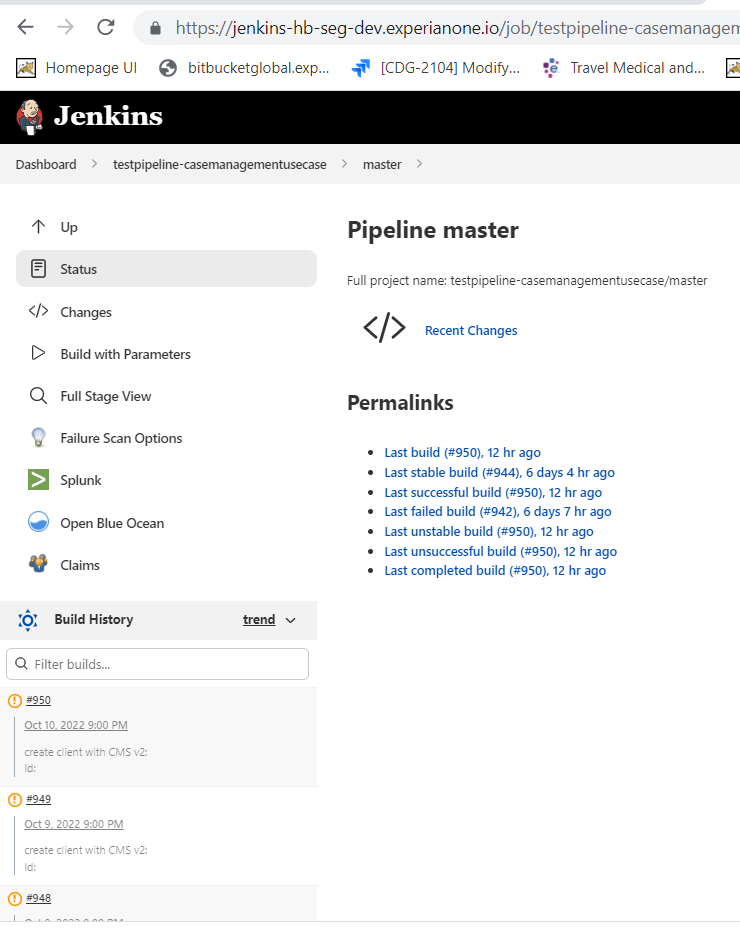 https://jenkins-hb-seg-dev.experianone.io/job/testpipeline-casemanagem
Homepage UI
bitbucketglobal.exp...
[CDG-2104] Modify,...
Travel Medical and...
Jenkins
Dashboard
testpipeline-casemanagementusecase
master
Up
Status
Changes
Build with Parameters
Full Stage View
Failure Scan Options
Splunk
Open Blue Ocean
Claims
Pipeline master
Full project name: testpipeline-casemanagementusecase/master
Recent Changes
Permalinks
Last build (#950), 12 hr ago
Last stable build (#944), 6 days 4 hr ago
Last successful build (#950), 12 hr ago
Last failed build (#942), 6 days 7 hr ago
Last unstable build (#950), 12 hr ago
Last unsuccessful build (#950), 12 hr ago
Last completed build (#950), 12 hr ago
Build History
trend
Filter builds...
#950
Oct 10, 2022 9:00 PM
create client with CMS v2:
Id:
#949
Oct 9, 2022 9:00 PM
create client with CMS v2:
Id:
#948